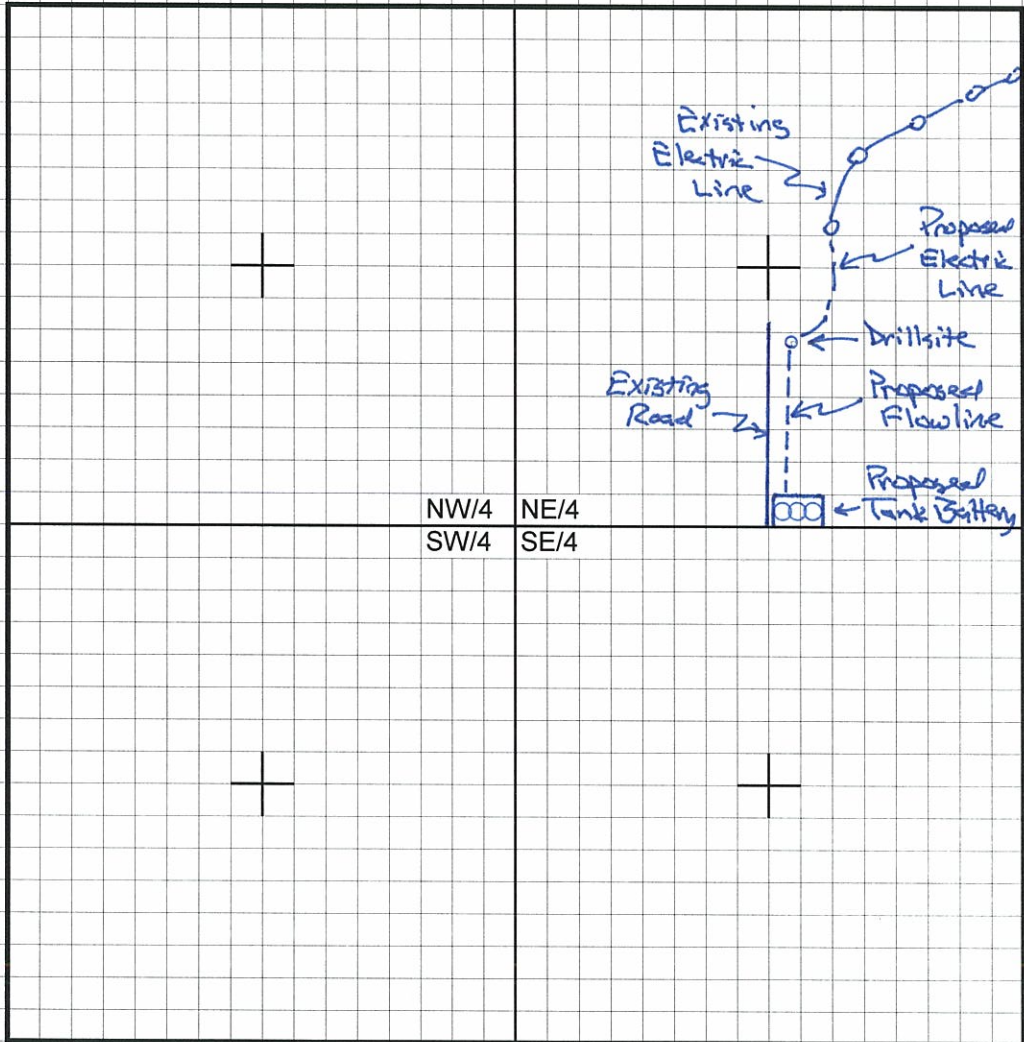 Existing
Electric
Line
Proposed
Electric
Line
Drillsite
Existing
Road
Proposed
Flowline
Proposed
Tank Battery
NW/4 NE/4
SW/4 SE/4